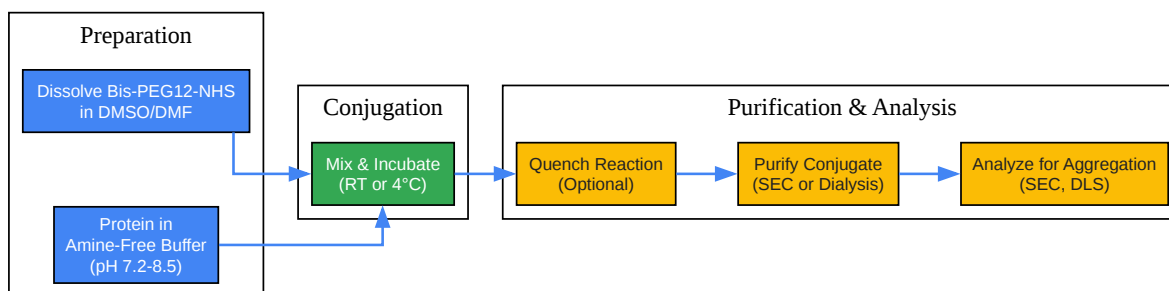 Preparation
Dissolve Bis-PEG12-NHS
in DMSO/DMF
Protein in
Amine-Free Buffer
(pH 7.2-8.5)
Conjugation
Mix & Incubate
(RT or 4°C)
Purification & Analysis
Quench Reaction
(Optional)
Purify Conjugate
(SEC or Dialysis)
Analyze for Aggregation
(SEC, DLS)